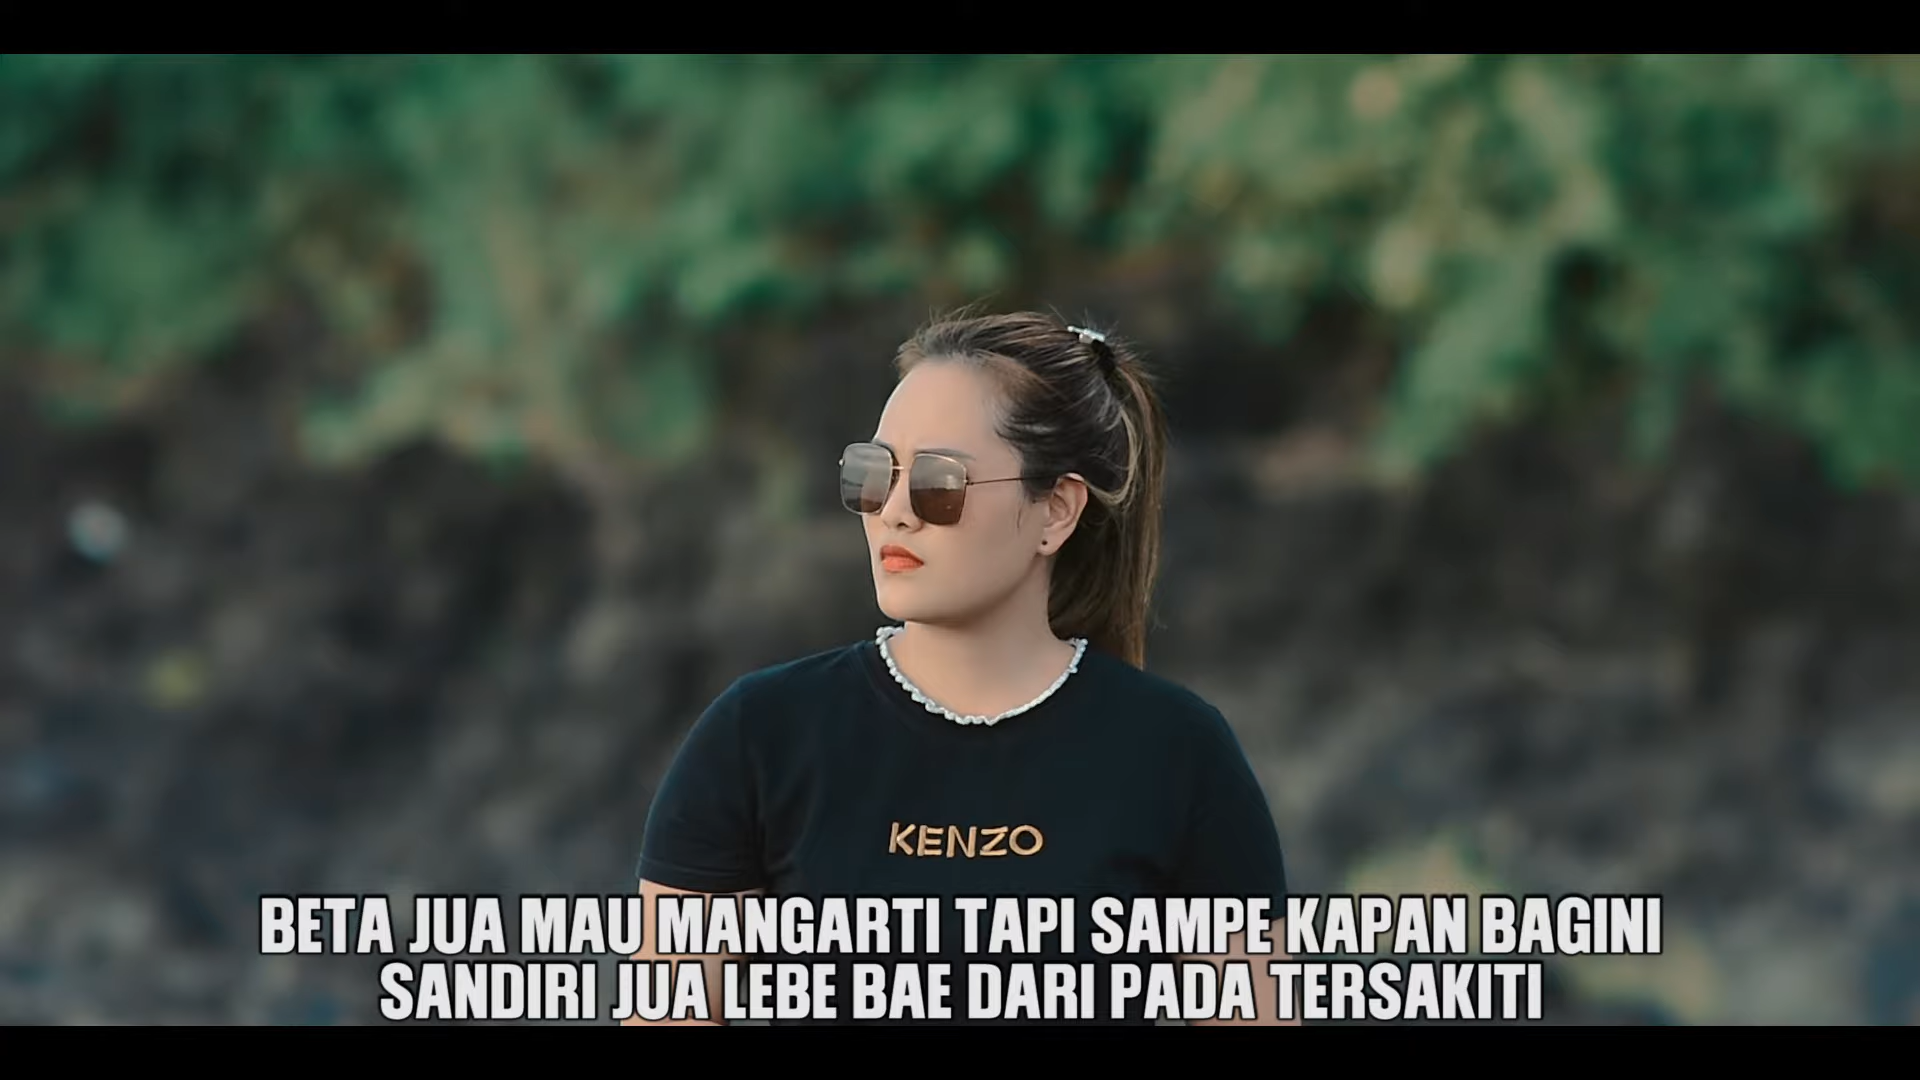 KENZO
BETA JUA MAU MANGARTI TAPI SAMPE KAPAN BAGINI
SANDIRI JUA LEBE BAE DARI PADA TERSAKITI